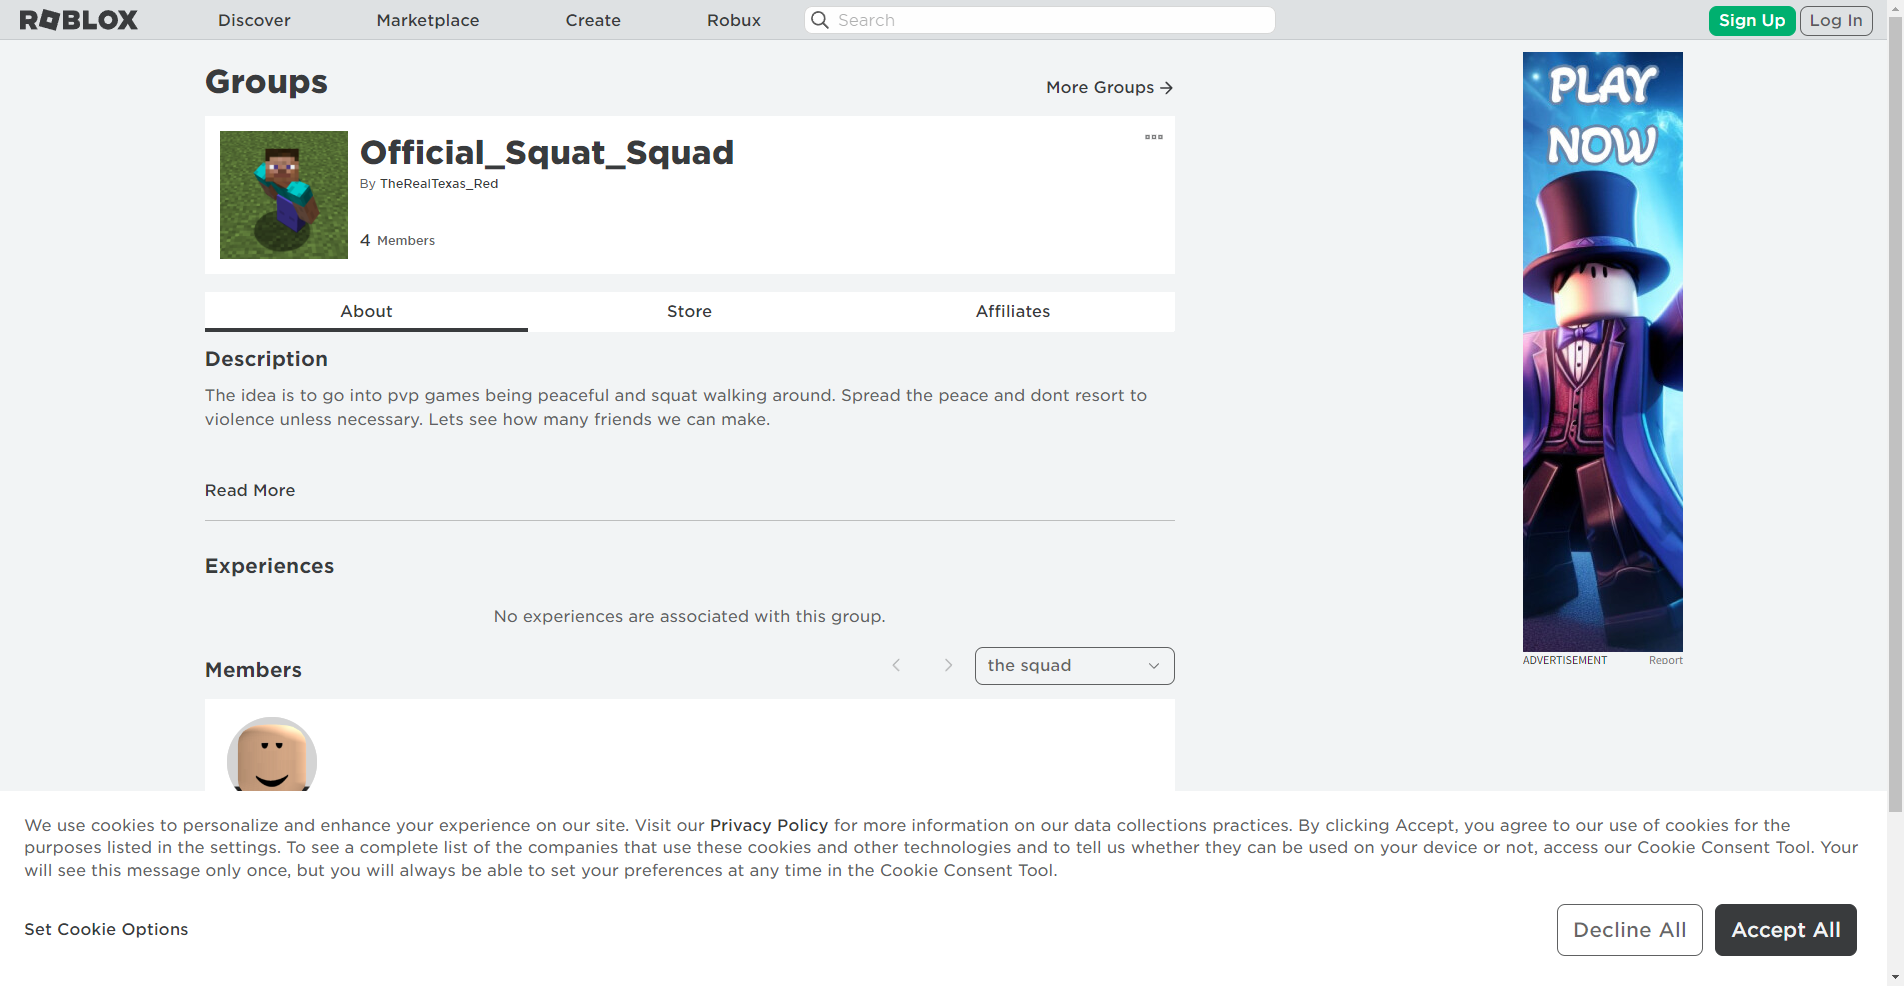 ROBLOX
Discover
Marketplace
Create
Robux
Search
Sign Up
Log In
Groups
More Groups
Official_Squat_Squad
By TheRealTexas_Red
4 Members
About
Store
Affiliates
Description
The idea is to go into pvp games being peaceful and squat walking around. Spread the peace and dont resort to
violence unless necessary. Lets see how many friends we can make.
Read More
Experiences
No experiences are associated with this group.
Members
the squad
PLAY
NOW
ADVERTISEMENT
Report
We use cookies to personalize and enhance your experience on our site. Visit our Privacy Policy for more information on our data collections practices. By clicking Accept, you agree to our use of cookies for the
purposes listed in the settings. To see a complete list of the companies that use these cookies and other technologies and to tell us whether they can be used on your device or not, access our Cookie Consent Tool. Your
will see this message only once, but you will always be able to set your preferences at any time in the Cookie Consent Tool.
Set Cookie Options
Decline All
Accept All